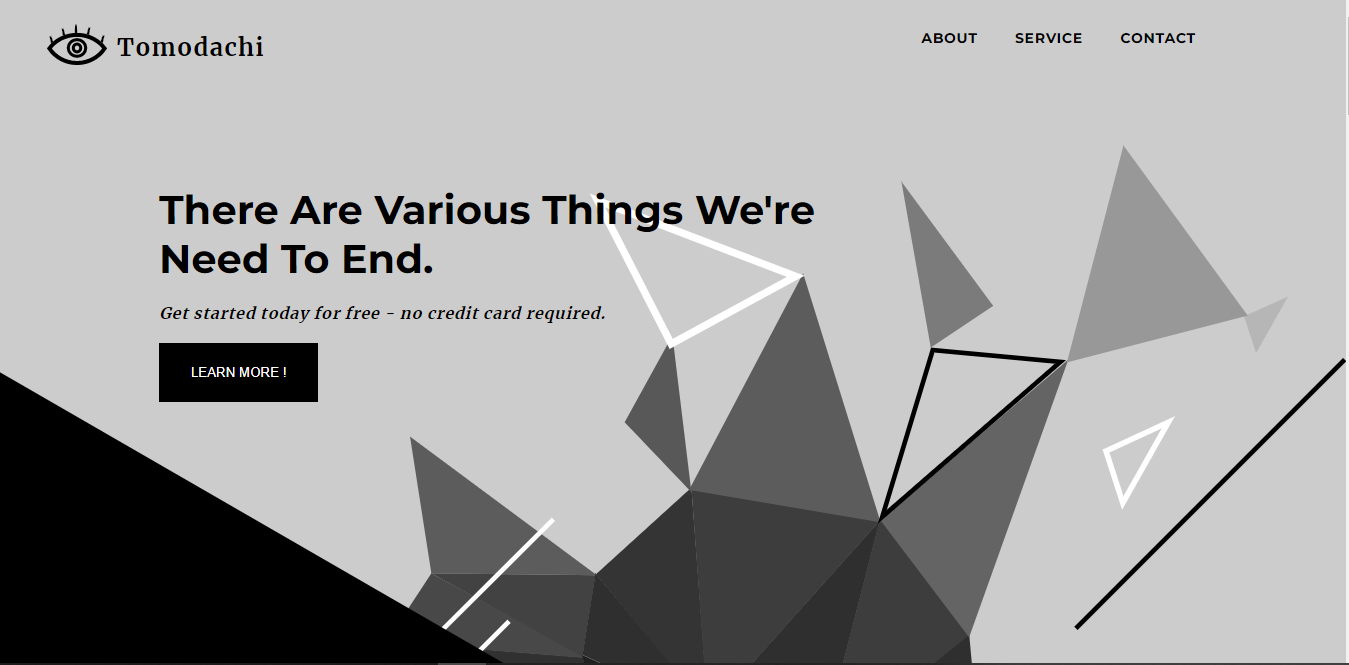 Tomodachi
ABOUT SERVICE CONTACT
There Are Various Things We're
Need To End.
Get started today for free - no credit card required.
LEARN MORE !